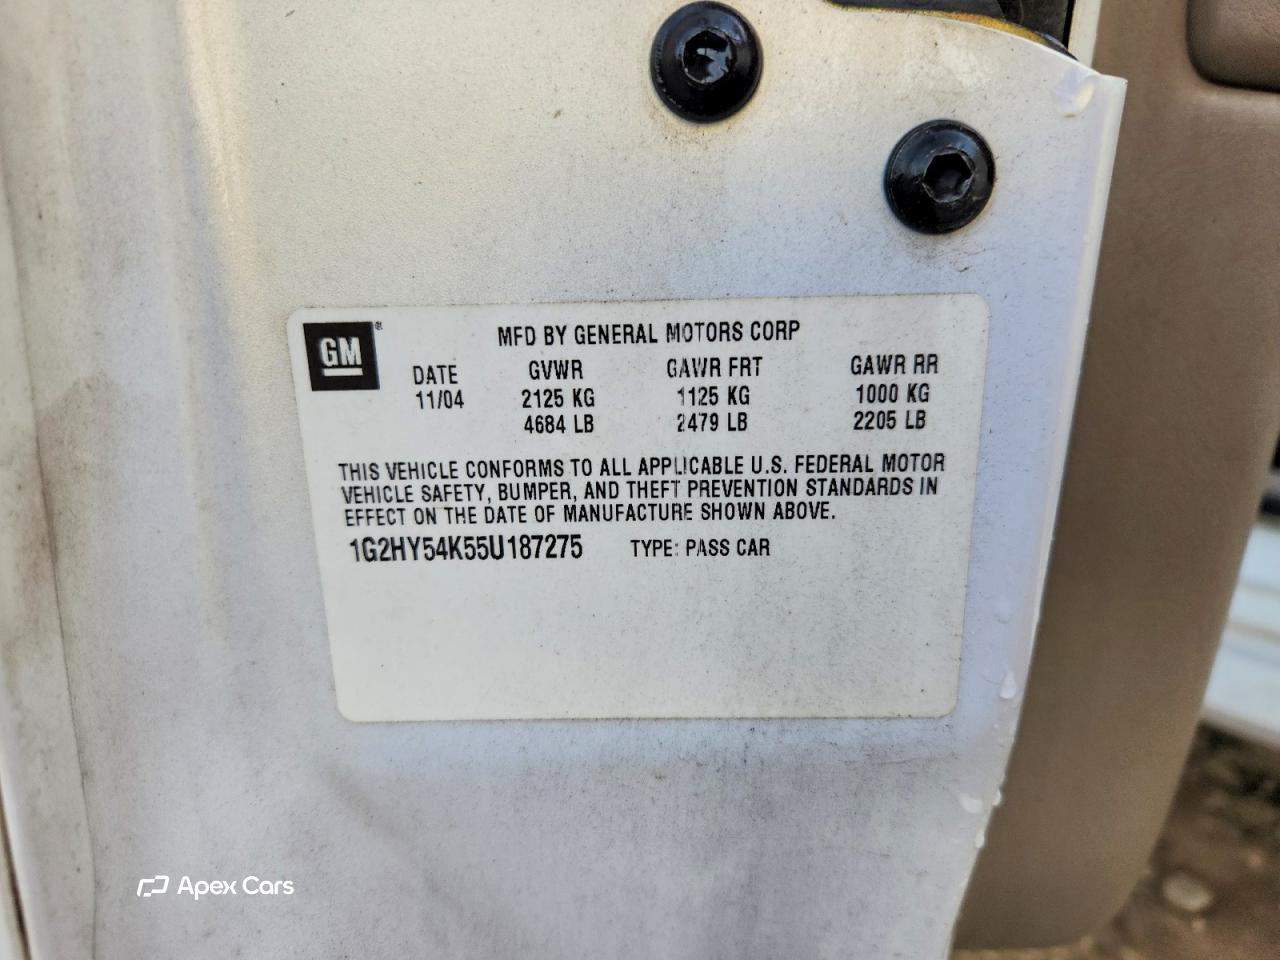 GM®
MFD BY GENERAL MOTORS CORP
DATE GVWR GAWR FRT GAWR RR
11/04 2125 KG 1125 KG 1000 KG
4684 LB 2479 LB 2205 LB
THIS VEHICLE CONFORMS TO ALL APPLICABLE U.S. FEDERAL MOTOR
VEHICLE SAFETY, BUMPER, AND THEFT PREVENTION STANDARDS IN
EFFECT ON THE DATE OF MANUFACTURE SHOWN ABOVE.
1G2HY54K55U187275 TYPE: PASS CAR
Apex Cars